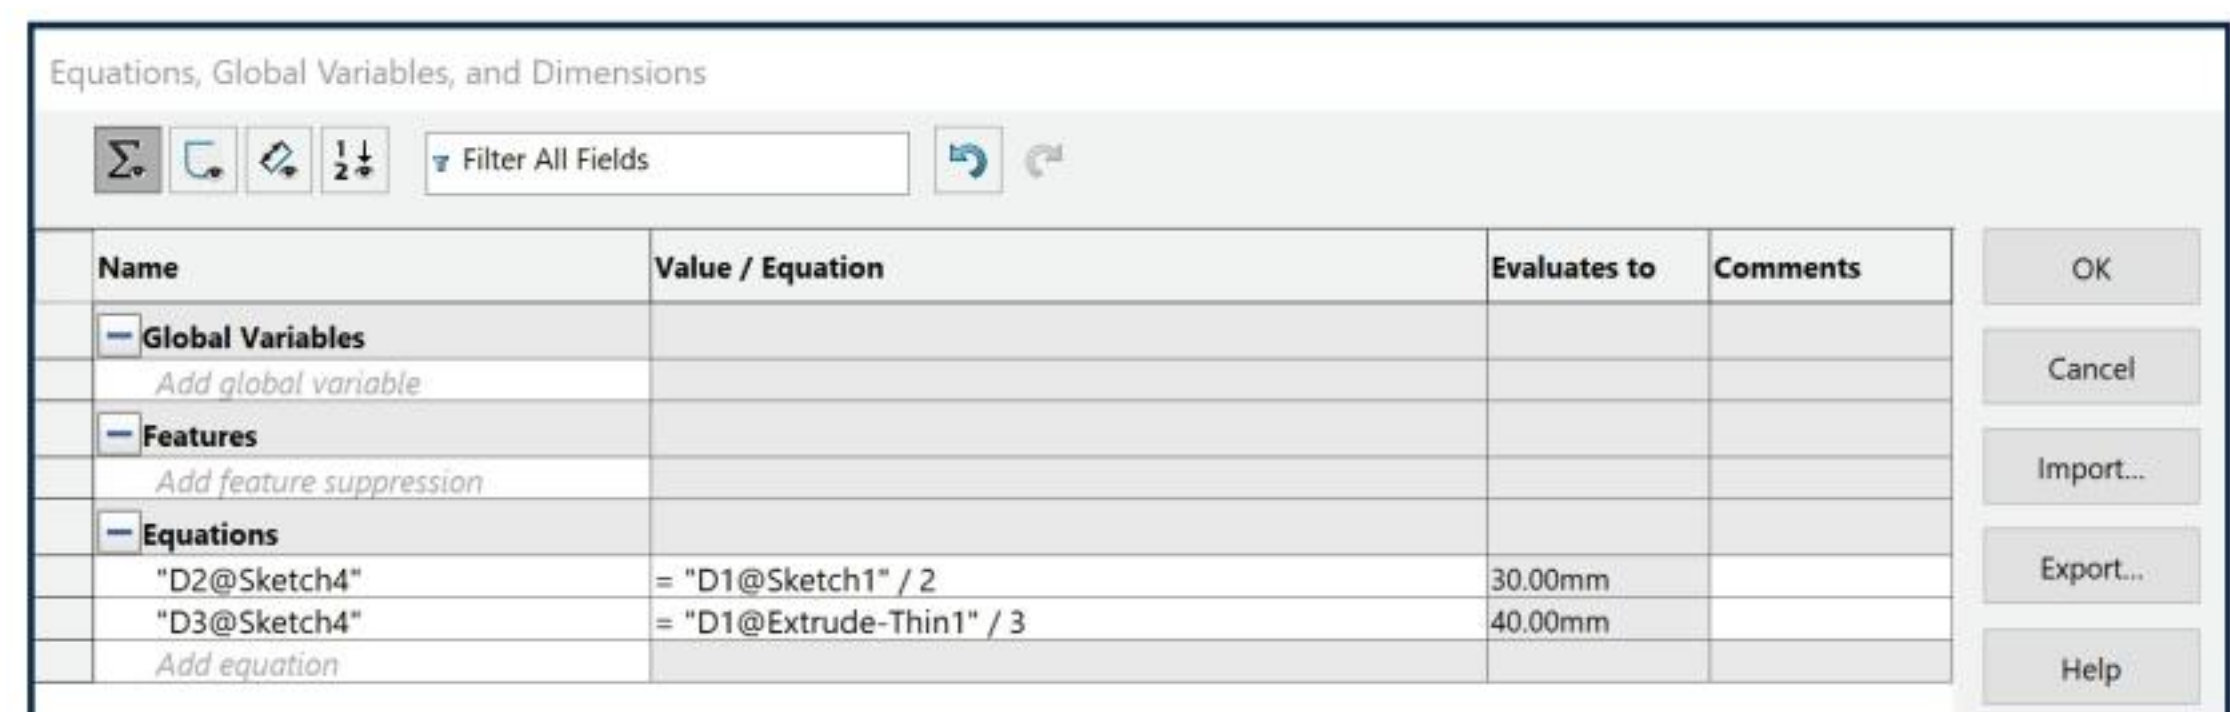 Equations, Global Variables, and Dimensions
1 2 Filter All Fields
Name Value / Equation Evaluates to Comments OK
Global Variables
Add global variable Cancel
Features
Add feature suppression Import...
Equations
"D2@Sketch4" = "D1@Sketch1" / 2 30.00mm Export...
"D3@Sketch4" = "D1@Extrude-Thin1" / 3 40.00mm
Add equation Help